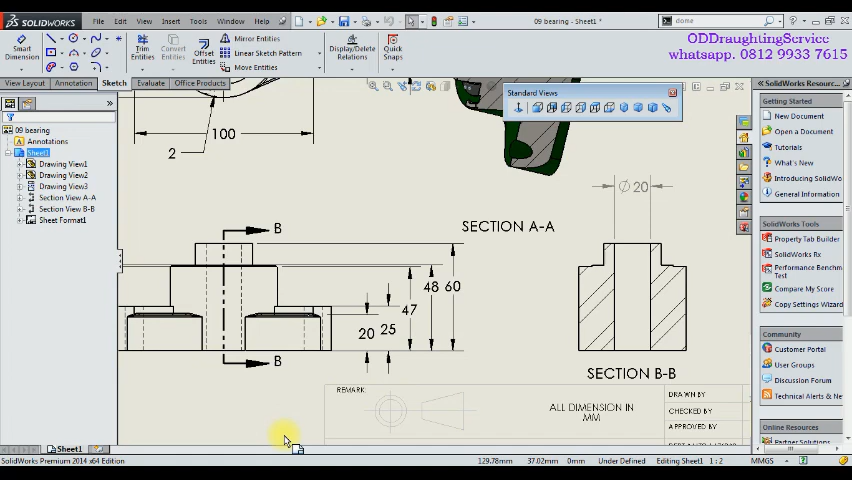 SOLIDWORKS File Edit View Insert Tools Window Help 09 bearing - Sheet1 * dome
ODDraughtingService
whatsapp. 0812 9933 7615
Smart Dimension
Trim Entities
Convert Entities
Offset Entities
Mirror Entities
Linear Sketch Pattern
Move Entities
Display/Delete Relations
Quick Snaps
View Layout Annotation Sketch Evaluate Office Products
Standard Views
09 bearing
Annotations
Sheet1
Drawing View1
Drawing View2
Drawing View3
Section View A-A
Section View B-B
Sheet Format1
100
2
∅ 20
SECTION A-A
B
48 60
47
20 25
B
SECTION B-B
REMARK:
ALL DIMENSION IN
MM
DRAWN BY
CHECKED BY
APPROVED BY
SolidWorks Resourc...
Getting Started
New Document
Open a Document
Tutorials
What's New
Introducing SolidWo
General Information
SolidWorks Tools
Property Tab Builder
SolidWorks Rx
Performance Benchm
Test
Compare My Score
Copy Settings Wizard
Community
Customer Portal
User Groups
Discussion Forum
Technical Alerts & Ne
Online Resources
Partner Solutions
Sheet1
SolidWorks Premium 2014 x64 Edition 129.78mm 37.02mm 0mm Under Defined Editing Sheet1 1 : 2 MMGS